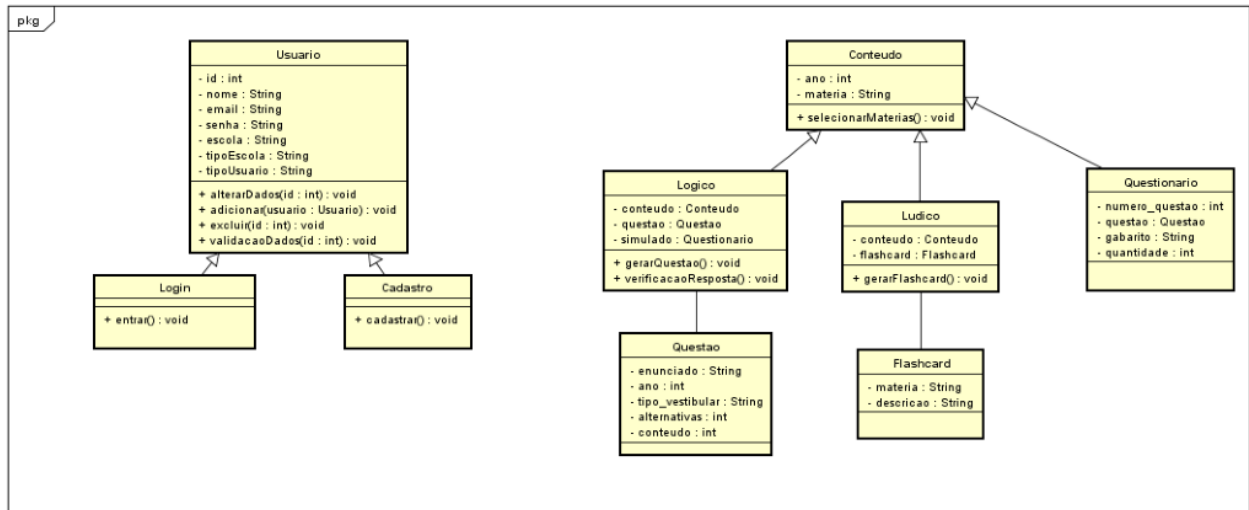 pkg
Usuario
- id : int
- nome : String
- email : String
- senha : String
- escola : String
- tipoEscola : String
- tipoUsuario : String
+ alterarDados(id : int) : void
+ adicionar(usuario : Usuario) : void
+ excluir(id : int) : void
+ validacaoDados(id : int) : void
Login
+ entrar() : void
Cadastro
+ cadastrar() : void
Conteudo
- ano : int
- materia : String
+ selecionarMaterias() : void
Logico
- conteudo : Conteudo
- questao : Questao
- simulado : Questionario
+ gerarQuestao() : void
+ verificacaoResposta() : void
Ludico
- conteudo : Conteudo
- flashcard : Flashcard
+ gerarFlashcard() : void
Questionario
- numero_questao : int
- questao : Questao
- gabarito : String
- quantidade : int
Questao
- enunciado : String
- ano : int
- tipo_vestibular : String
- alternativas : int
- conteudo : int
Flashcard
- materia : String
- descricao : String